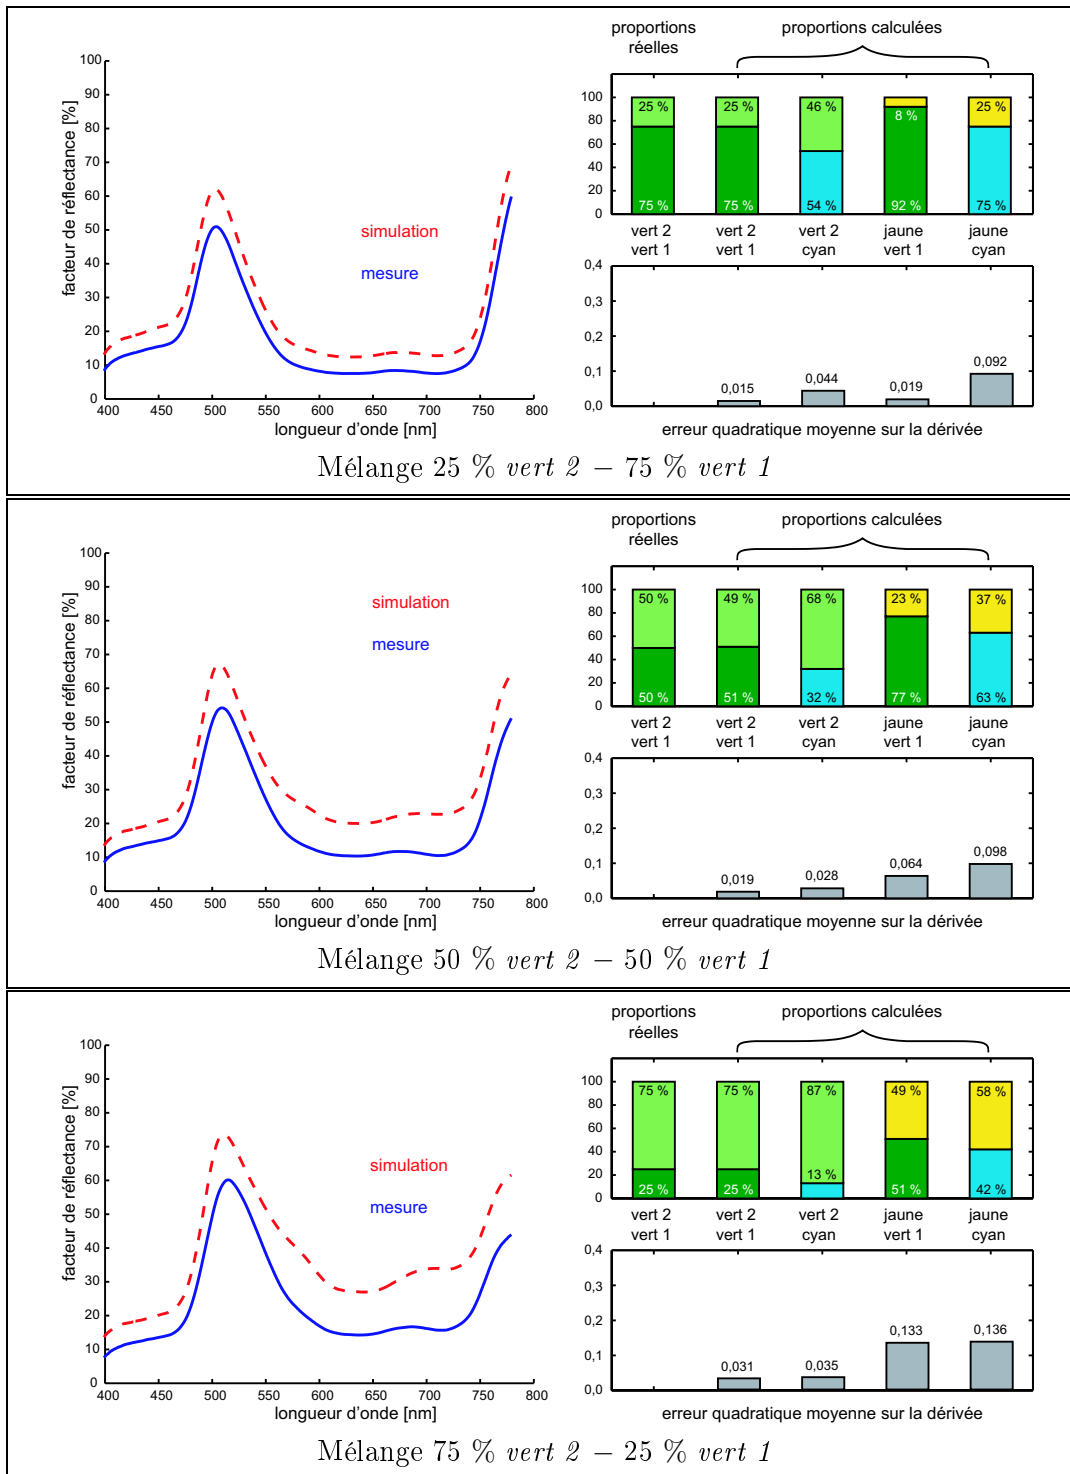 proportions
réelles
proportions calculées
100
90
80
70
60
50
40
30
20
10
0
400
450
500
550
600
650
700
750
800
facteur de réflectance [%]
longueur d'onde [nm]
simulation
mesure
100
80
60
40
20
0
25 %
25 %
46 %
8 %
25 %
75 %
75 %
54 %
92 %
75 %
vert 2
vert 1
vert 2
vert 1
vert 2
cyan
jaune
vert 1
jaune
cyan
0,4
0,3
0,2
0,1
0,0
0,015
0,044
0,019
0,092
erreur quadratique moyenne sur la dérivée
Mélange 25 % vert 2 – 75 % vert 1
proportions
réelles
proportions calculées
100
90
80
70
60
50
40
30
20
10
0
400
450
500
550
600
650
700
750
800
facteur de réflectance [%]
longueur d'onde [nm]
simulation
mesure
100
80
60
40
20
0
50 %
49 %
68 %
23 %
37 %
50 %
51 %
32 %
77 %
63 %
vert 2
vert 1
vert 2
vert 1
vert 2
cyan
jaune
vert 1
jaune
cyan
0,4
0,3
0,2
0,1
0,0
0,019
0,028
0,064
0,098
erreur quadratique moyenne sur la dérivée
Mélange 50 % vert 2 – 50 % vert 1
proportions
réelles
proportions calculées
100
90
80
70
60
50
40
30
20
10
0
400
450
500
550
600
650
700
750
800
facteur de réflectance [%]
longueur d'onde [nm]
simulation
mesure
100
80
60
40
20
0
75 %
75 %
87 %
49 %
58 %
25 %
25 %
13 %
51 %
42 %
vert 2
vert 1
vert 2
vert 1
vert 2
cyan
jaune
vert 1
jaune
cyan
0,4
0,3
0,2
0,1
0,0
0,031
0,035
0,133
0,136
erreur quadratique moyenne sur la dérivée
Mélange 75 % vert 2 – 25 % vert 1